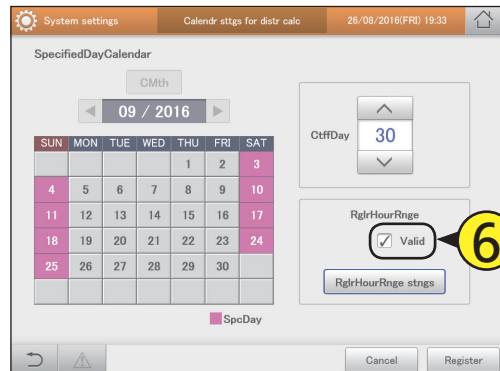 System settings Calendr sttgs for distr calc 26/08/2016(FRI) 19:33
SpecifiedDayCalendar
CMth
09 / 2016
SUN MON TUE WED THU FRI SAT
1 2 3
4 5 6 7 8 9 10
11 12 13 14 15 16 17
18 19 20 21 22 23 24
25 26 27 28 29 30
SpcDay
CtffDay 30
RglrHourRnge
Valid
6
RglrHourRnge stngs
Cancel Register